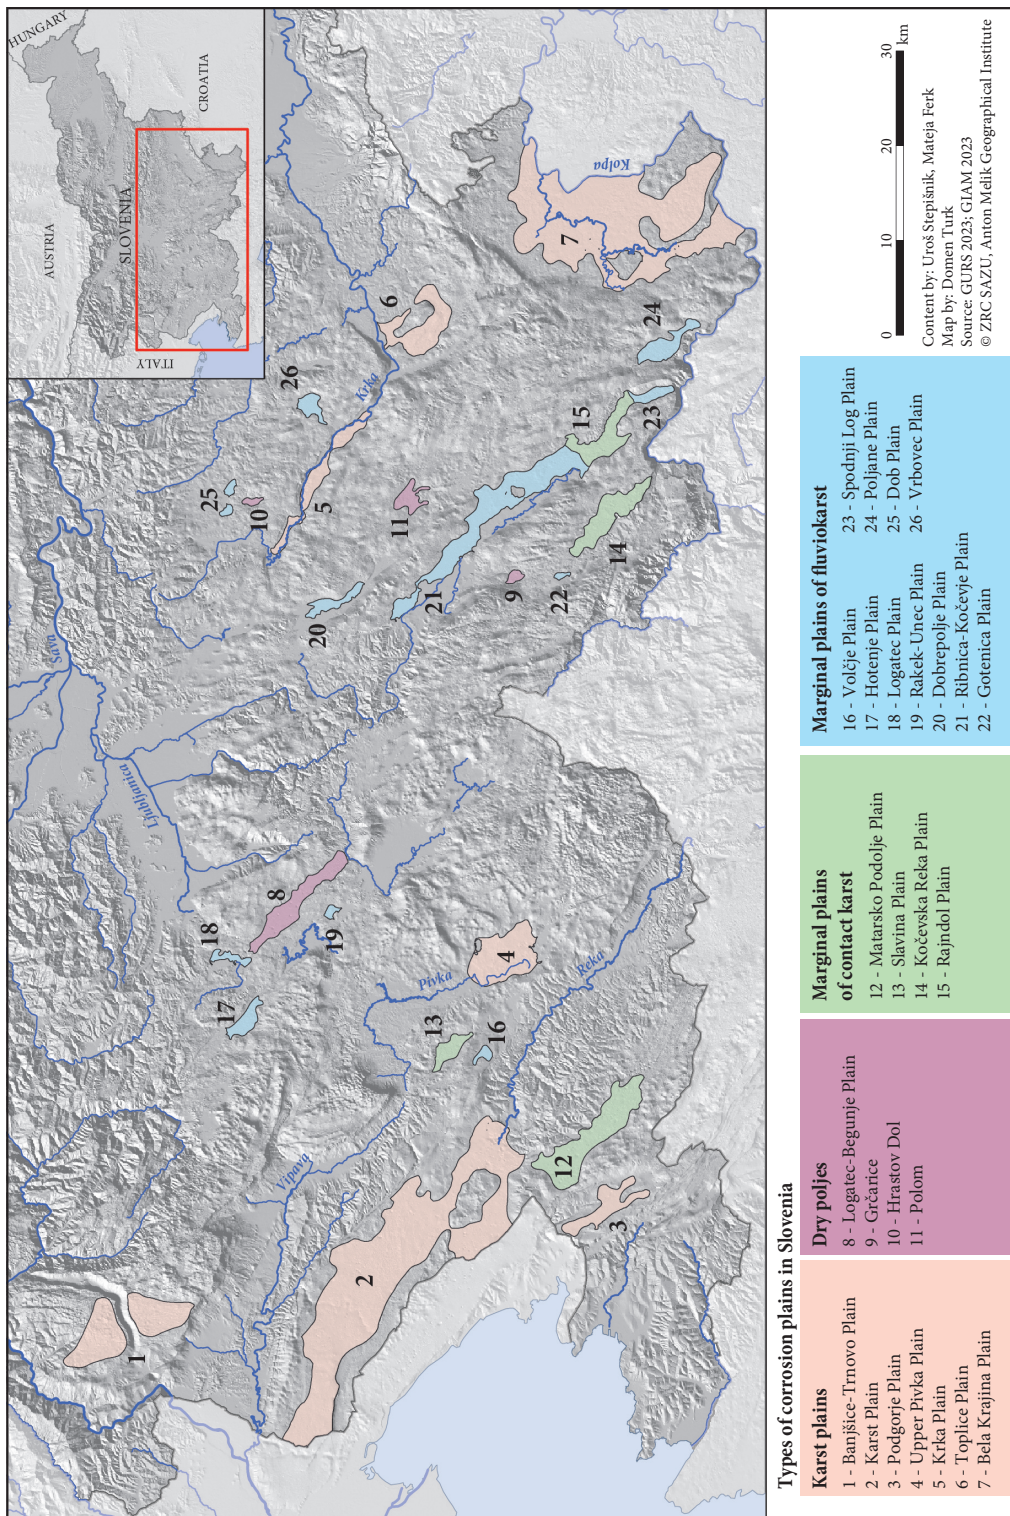 HUNGARY
AUSTRIA
SLOVENIA
CROATIA
ITALY
Sava
Ljubljanica
Vipava
Pivka
Reka
Krka
Kolpa
1
2
3
4
5
6
7
8
9
10
11
12
13
14
15
16
17
18
19
20
21
22
23
24
25
26
Types of corrosion plains in Slovenia
Karst plains
1 - Banjšice-Trnovo Plain
2 - Karst Plain
3 - Podgorje Plain
4 - Upper Pivka Plain
5 - Krka Plain
6 - Toplice Plain
7 - Bela Krajina Plain
Dry poljes
8 - Logatec-Begunje Plain
9 - Grčarice
10 - Hrastov Dol
11 - Polom
Marginal plains
of contact karst
12 - Matarsko Podolje Plain
13 - Slavina Plain
14 - Kočevska Reka Plain
15 - Rajndol Plain
Marginal plains of fluviokarst
16 - Volčje Plain
17 - Hotenje Plain
18 - Logatec Plain
19 - Rakek-Unec Plain
20 - Dobrepolje Plain
21 - Ribnica-Kočevje Plain
22 - Gotenica Plain
23 - Spodnji Log Plain
24 - Poljane Plain
25 - Dob Plain
26 - Vrbovec Plain
0 10 20 30
km
Content by: Uroš Stepišnik, Mateja Ferk
Map by: Domen Turk
Source: GURS 2023; GIAM 2023
© ZRC SAZU, Anton Melik Geographical Institute